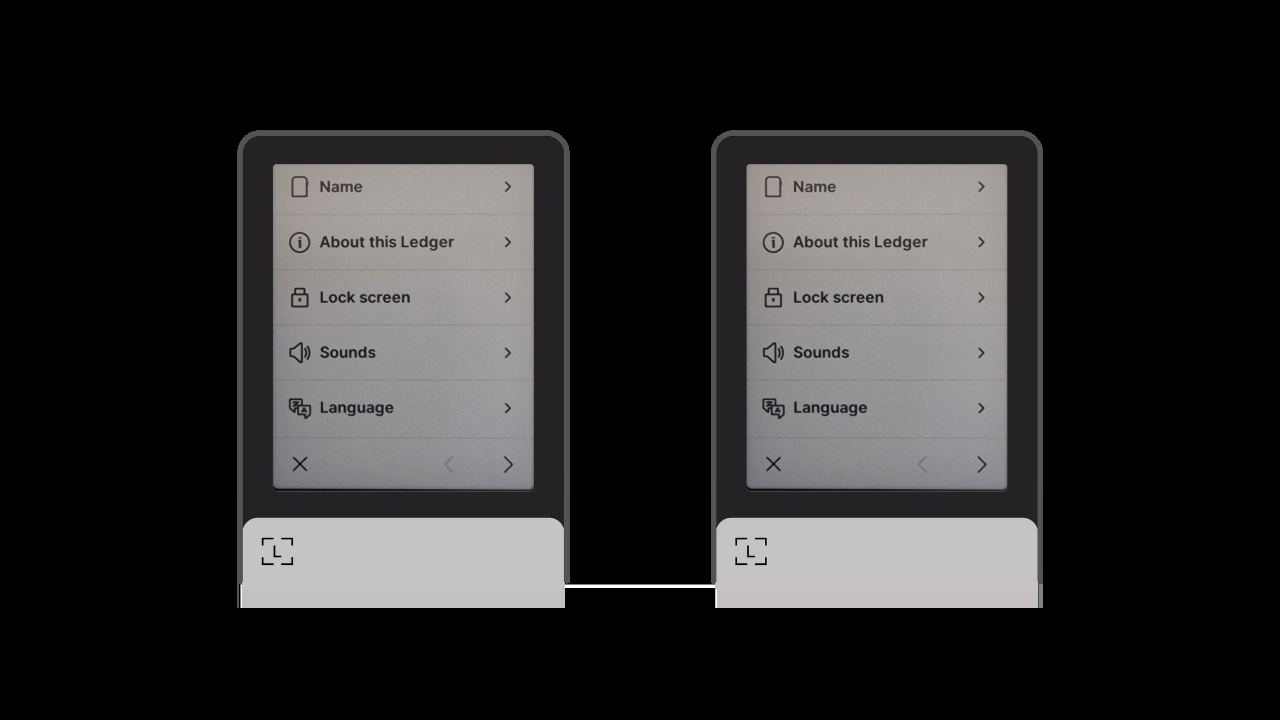 Name
About this Ledger
Lock screen
Sounds
Language
L
Name
About this Ledger
Lock screen
Sounds
Language
L